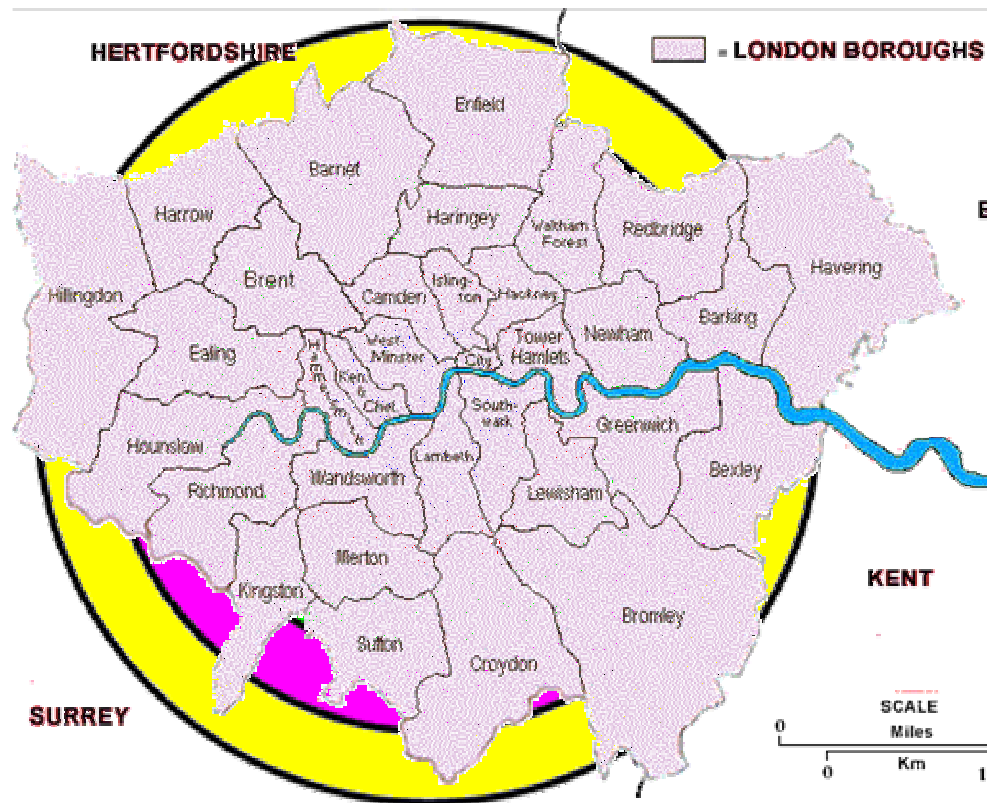 HERTFORDSHIRE
= LONDON BOROUGHS
Enfield
Barnet
Harrow
Haringey
Waltham
Forest
Redbridge
Havering
Hillingdon
Brent
Camden
Isling-
ton
Hackney
Barking
Ealing
West-
Minster
City
Tower
Hamlets
Newham
Ken.&
Chel
Hounslow
Richmond
Wandsworth
Lambeth
South-
wark
Greenwich
Bexley
Lewisham
Merton
Kingston
Sutton
Croydon
Bromley
KENT
SURREY
SCALE
0 Miles
Km
0